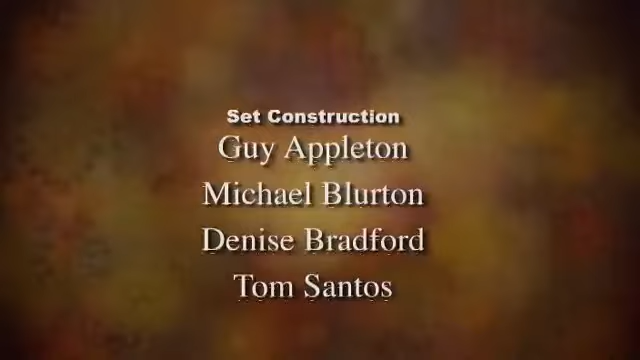 Set Construction
Guy Appleton
Michael Blurton
Denise Bradford
Tom Santos